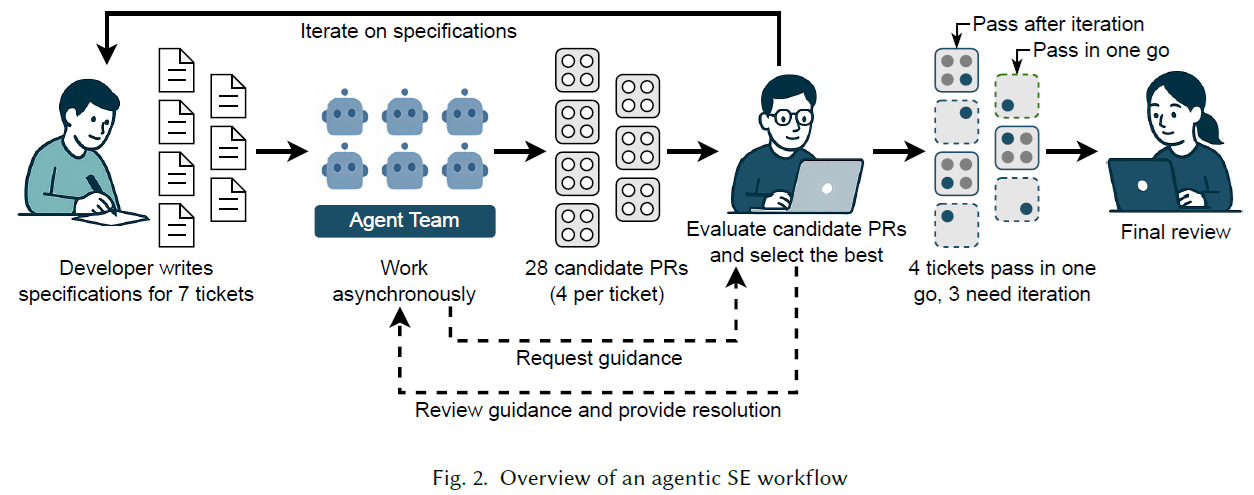 Iterate on specifications
Pass after iteration
Pass in one go
Agent Team
Developer writes
specifications for 7 tickets
Work
asynchronously
28 candidate PRs
(4 per ticket)
Evaluate candidate PRs
and select the best
4 tickets pass in one
go, 3 need iteration
Final review
Request guidance
Review guidance and provide resolution
Fig. 2. Overview of an agentic SE workflow